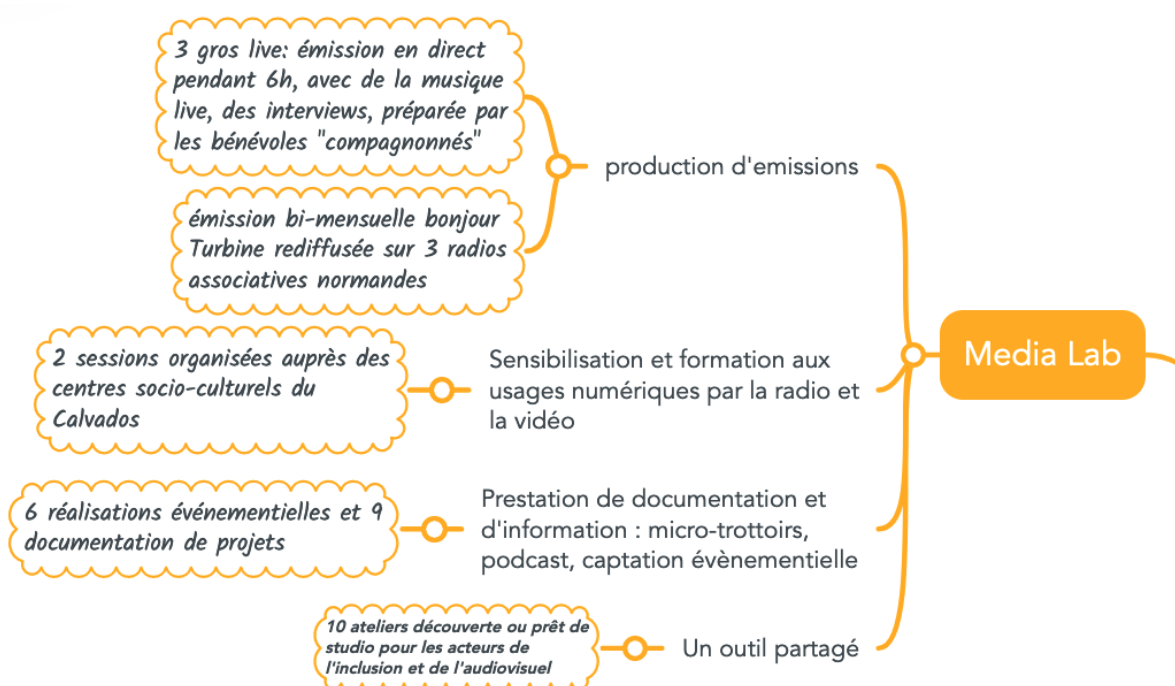 3 gros live: émission en direct
pendant 6h, avec de la musique
live, des interviews, préparée par
les bénévoles "compagnonnés"
production d'emissions
émission bi-mensuelle bonjour
Turbine rediffusée sur 3 radios
associatives normandes
Media Lab
2 sessions organisées auprès des
centres socio-culturels du
Calvados
Sensibilisation et formation aux
usages numériques par la radio et
la vidéo
6 réalisations événementielles et 9
documentation de projets
Prestation de documentation et
d'information : micro-trottoirs,
podcast, captation évènementielle
10 ateliers découverte ou prêt de
studio pour les acteurs de
l'inclusion et de l'audiovisuel
Un outil partagé